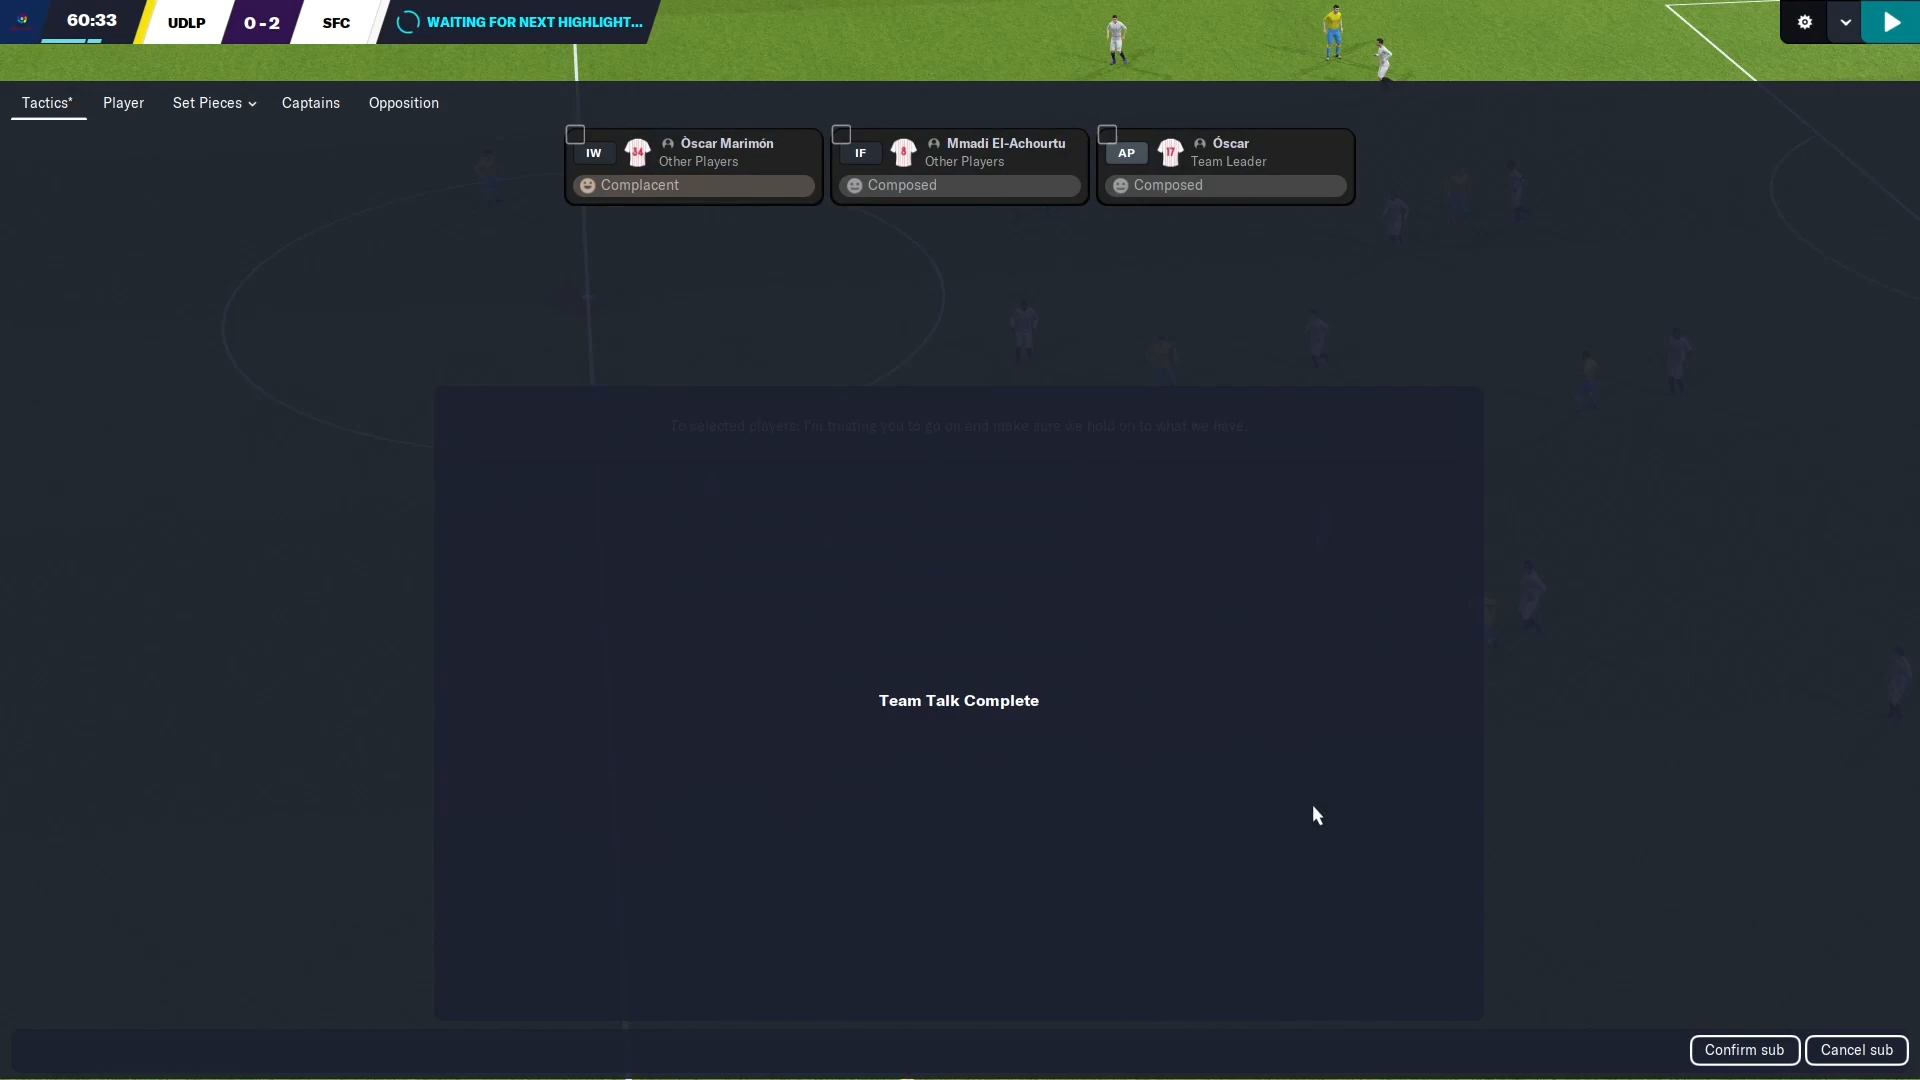 60:33
UDLP
0 - 2
SFC
WAITING FOR NEXT HIGHLIGHT...
Tactics*
Player
Set Pieces
Captains
Opposition
IW
34
Òscar Marimón
Other Players
Complacent
IF
8
Mmadi El-Achourtu
Other Players
Composed
AP
17
Óscar
Team Leader
Composed
To selected players: I'm trusting you to go on and make sure we hold on to what we have.
Team Talk Complete
Confirm sub
Cancel sub